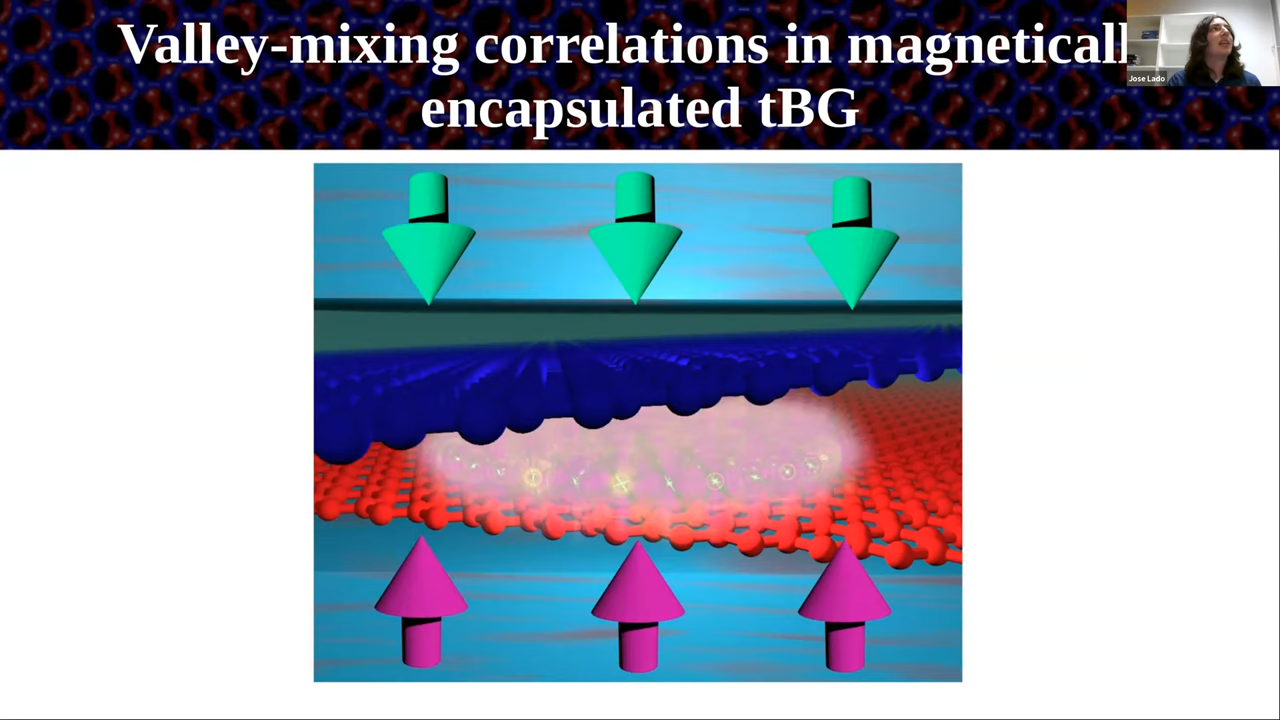 Valley-mixing correlations in magneticall
encapsulated tBG
Jose Lado